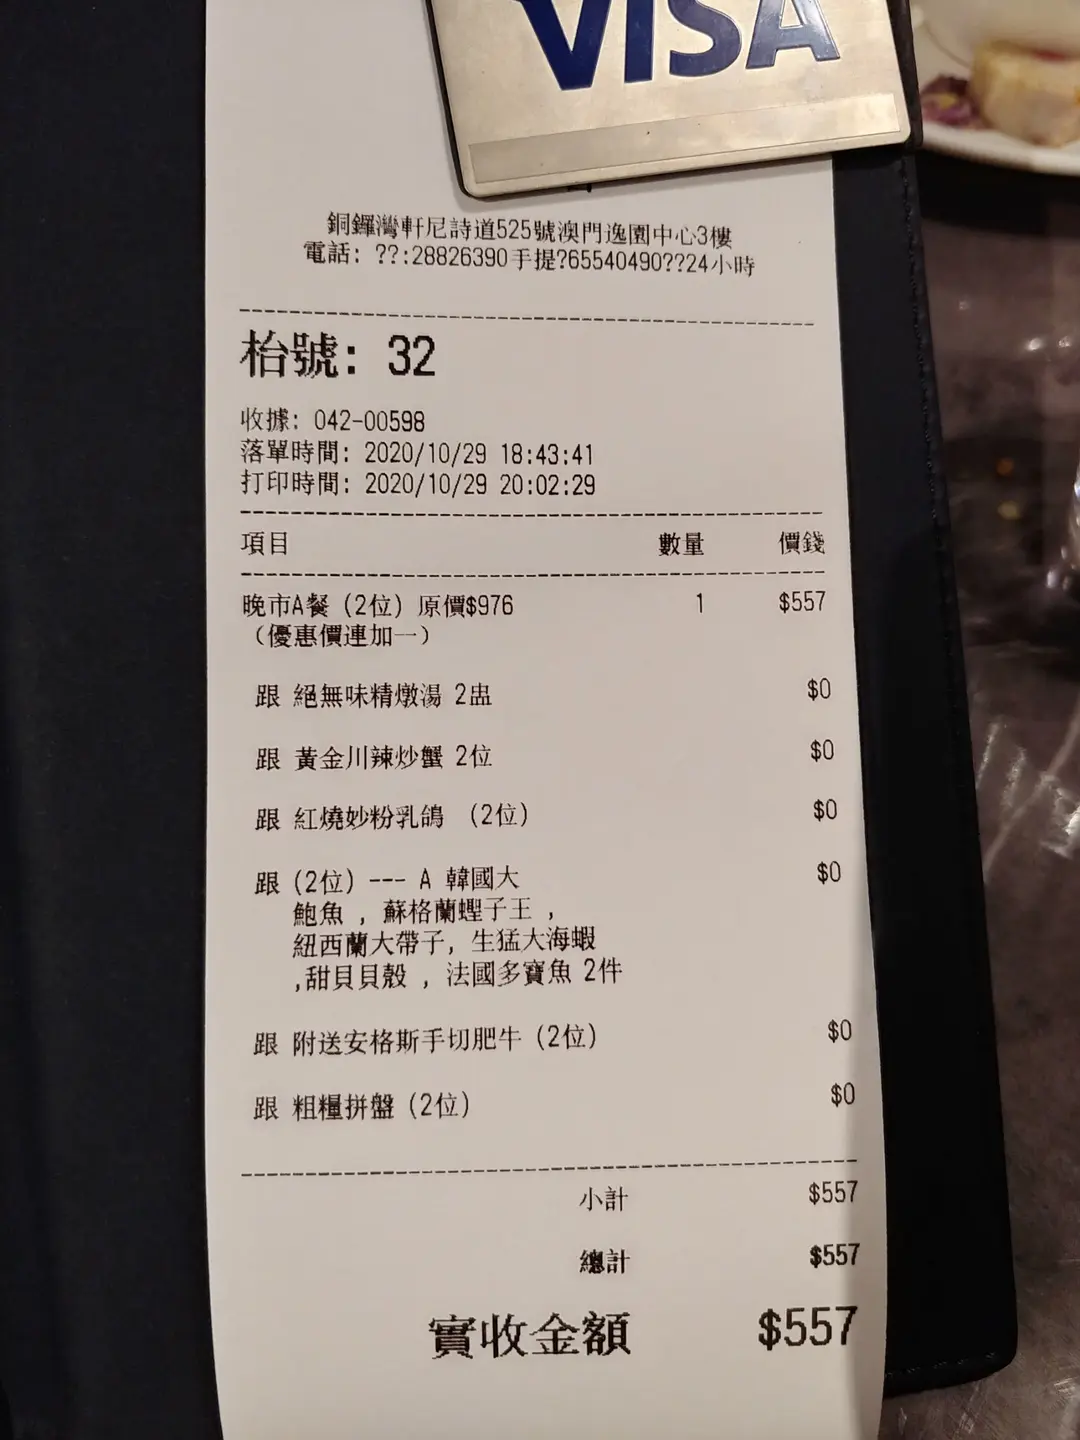 VISA
銅鑼灣軒尼詩道525號澳門逸園中心3樓
電話: ??:28826390手提?65540490??24小時
枱號: 32
收據: 042-00598
落單時間: 2020/10/29 18:43:41
打印時間: 2020/10/29 20:02:29
項目 數量 價錢
晚市A餐 (2位) 原價$976 1 $557
(優惠價連加一)
跟 絕無味精燉湯 2盅 $0
跟 黃金川辣炒蟹 2位 $0
跟 紅燒妙粉乳鴿 (2位) $0
跟 (2位) --- A 韓國大 $0
鮑魚 , 蘇格蘭蟶子王 ,
紐西蘭大帶子, 生猛大海蝦
,甜貝貝殼 , 法國多寶魚 2件
跟 附送安格斯手切肥牛 (2位) $0
跟 粗糧拼盤 (2位) $0
小計 $557
總計 $557
實收金額 $557